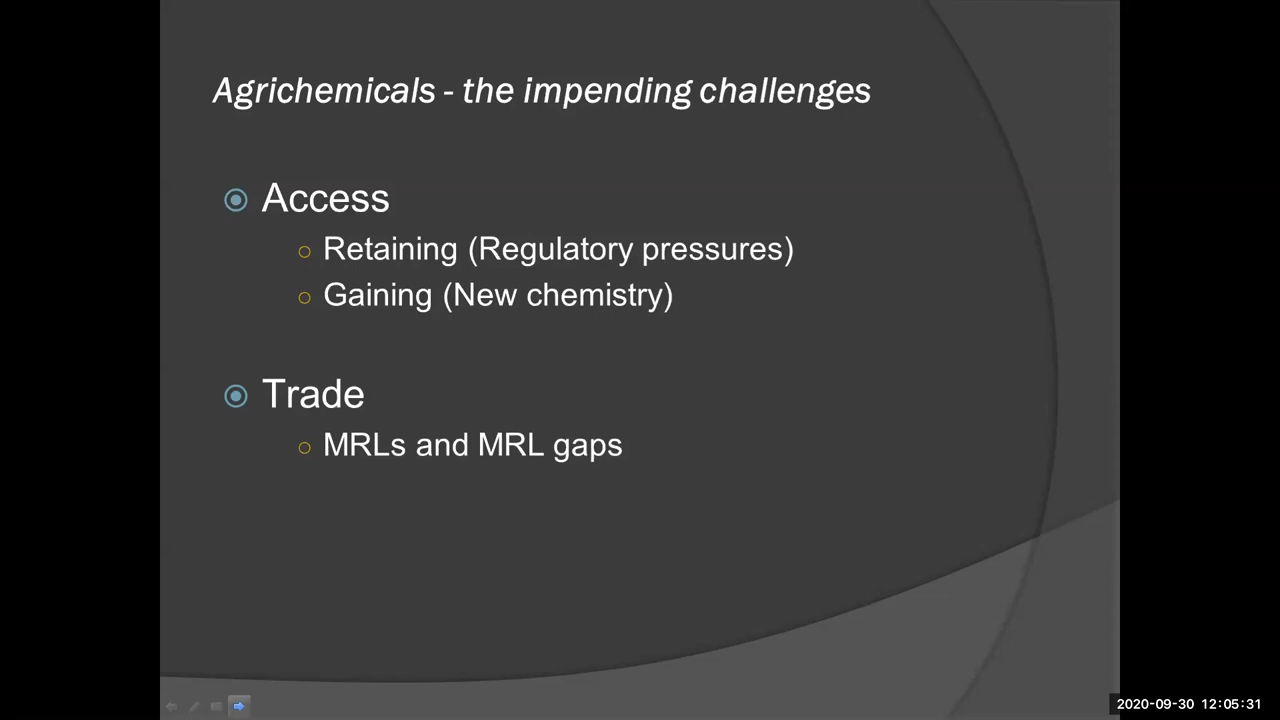 Agrichemicals - the impending challenges
Access
Retaining (Regulatory pressures)
Gaining (New chemistry)
Trade
MRLs and MRL gaps
2020-09-30 12:05:31